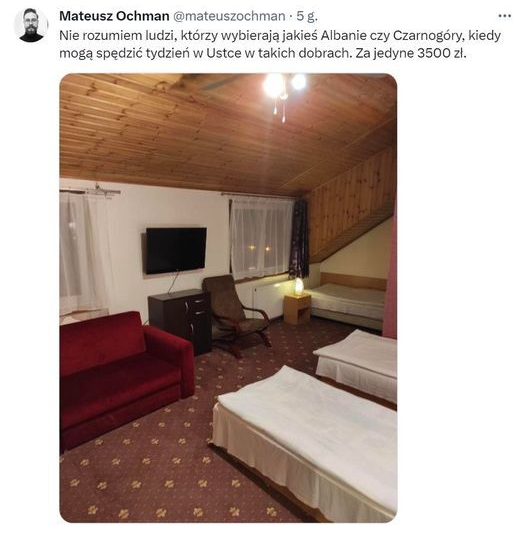 Mateusz Ochman @mateuszochman · 5 g.
Nie rozumiem ludzi, którzy wybierają jakieś Albanie czy Czarnogóry, kiedy
mogą spędzić tydzień w Ustce w takich dobrach. Za jedyne 3500 zł.